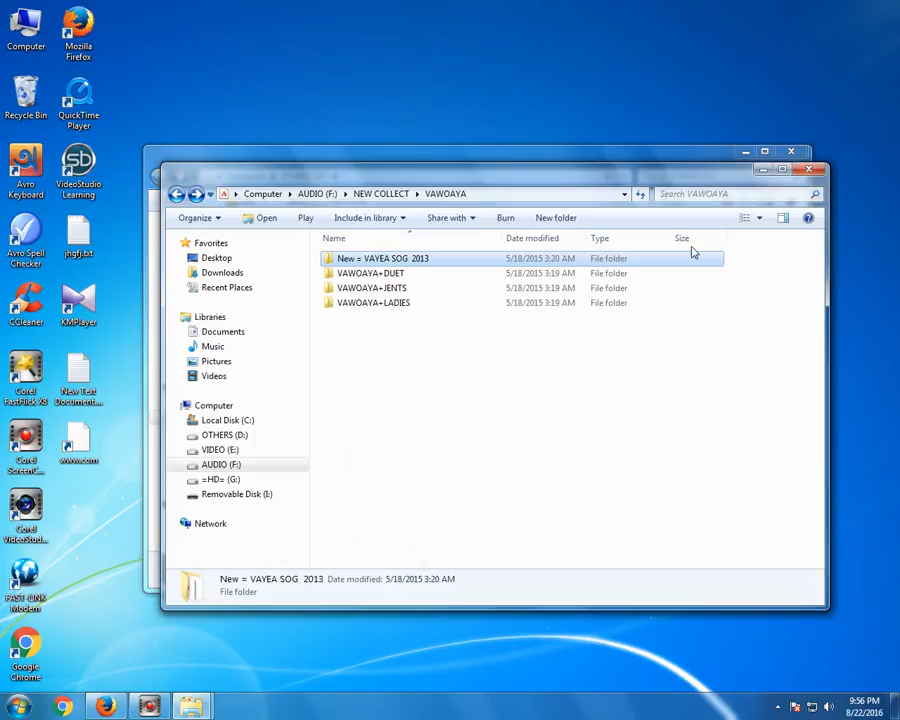 Computer
Mozilla
Firefox
Recycle Bin
QuickTime
Player
Avro
Keyboard
VideoStudio
Learning
Avro Spell
Checker
jhgfj.txt
CCleaner
KMPlayer
Corel
FastFlick X8
New Text
Document...
Corel
ScreenC...
www.com
Corel
VideoStud...
FAST-LINK
Modem
Google
Chrome
Computer
AUDIO (F:)
NEW COLLECT
VAWOAYA
Search VAWOAYA
Organize
Open
Play
Include in library
Share with
Burn
New folder
Name
Date modified
Type
Size
New = VAYEA SOG 2013
5/18/2015 3:20 AM
File folder
VAWOAYA+DUET
5/18/2015 3:19 AM
File folder
VAWOAYA+JENTS
5/18/2015 3:19 AM
File folder
VAWOAYA+LADIES
5/18/2015 3:19 AM
File folder
Favorites
Desktop
Downloads
Recent Places
Libraries
Documents
Music
Pictures
Videos
Computer
Local Disk (C:)
OTHERS (D:)
VIDEO (E:)
AUDIO (F:)
=HD= (G:)
Removable Disk (I:)
Network
New = VAYEA SOG 2013 Date modified: 5/18/2015 3:20 AM
File folder
9:56 PM
8/22/2016